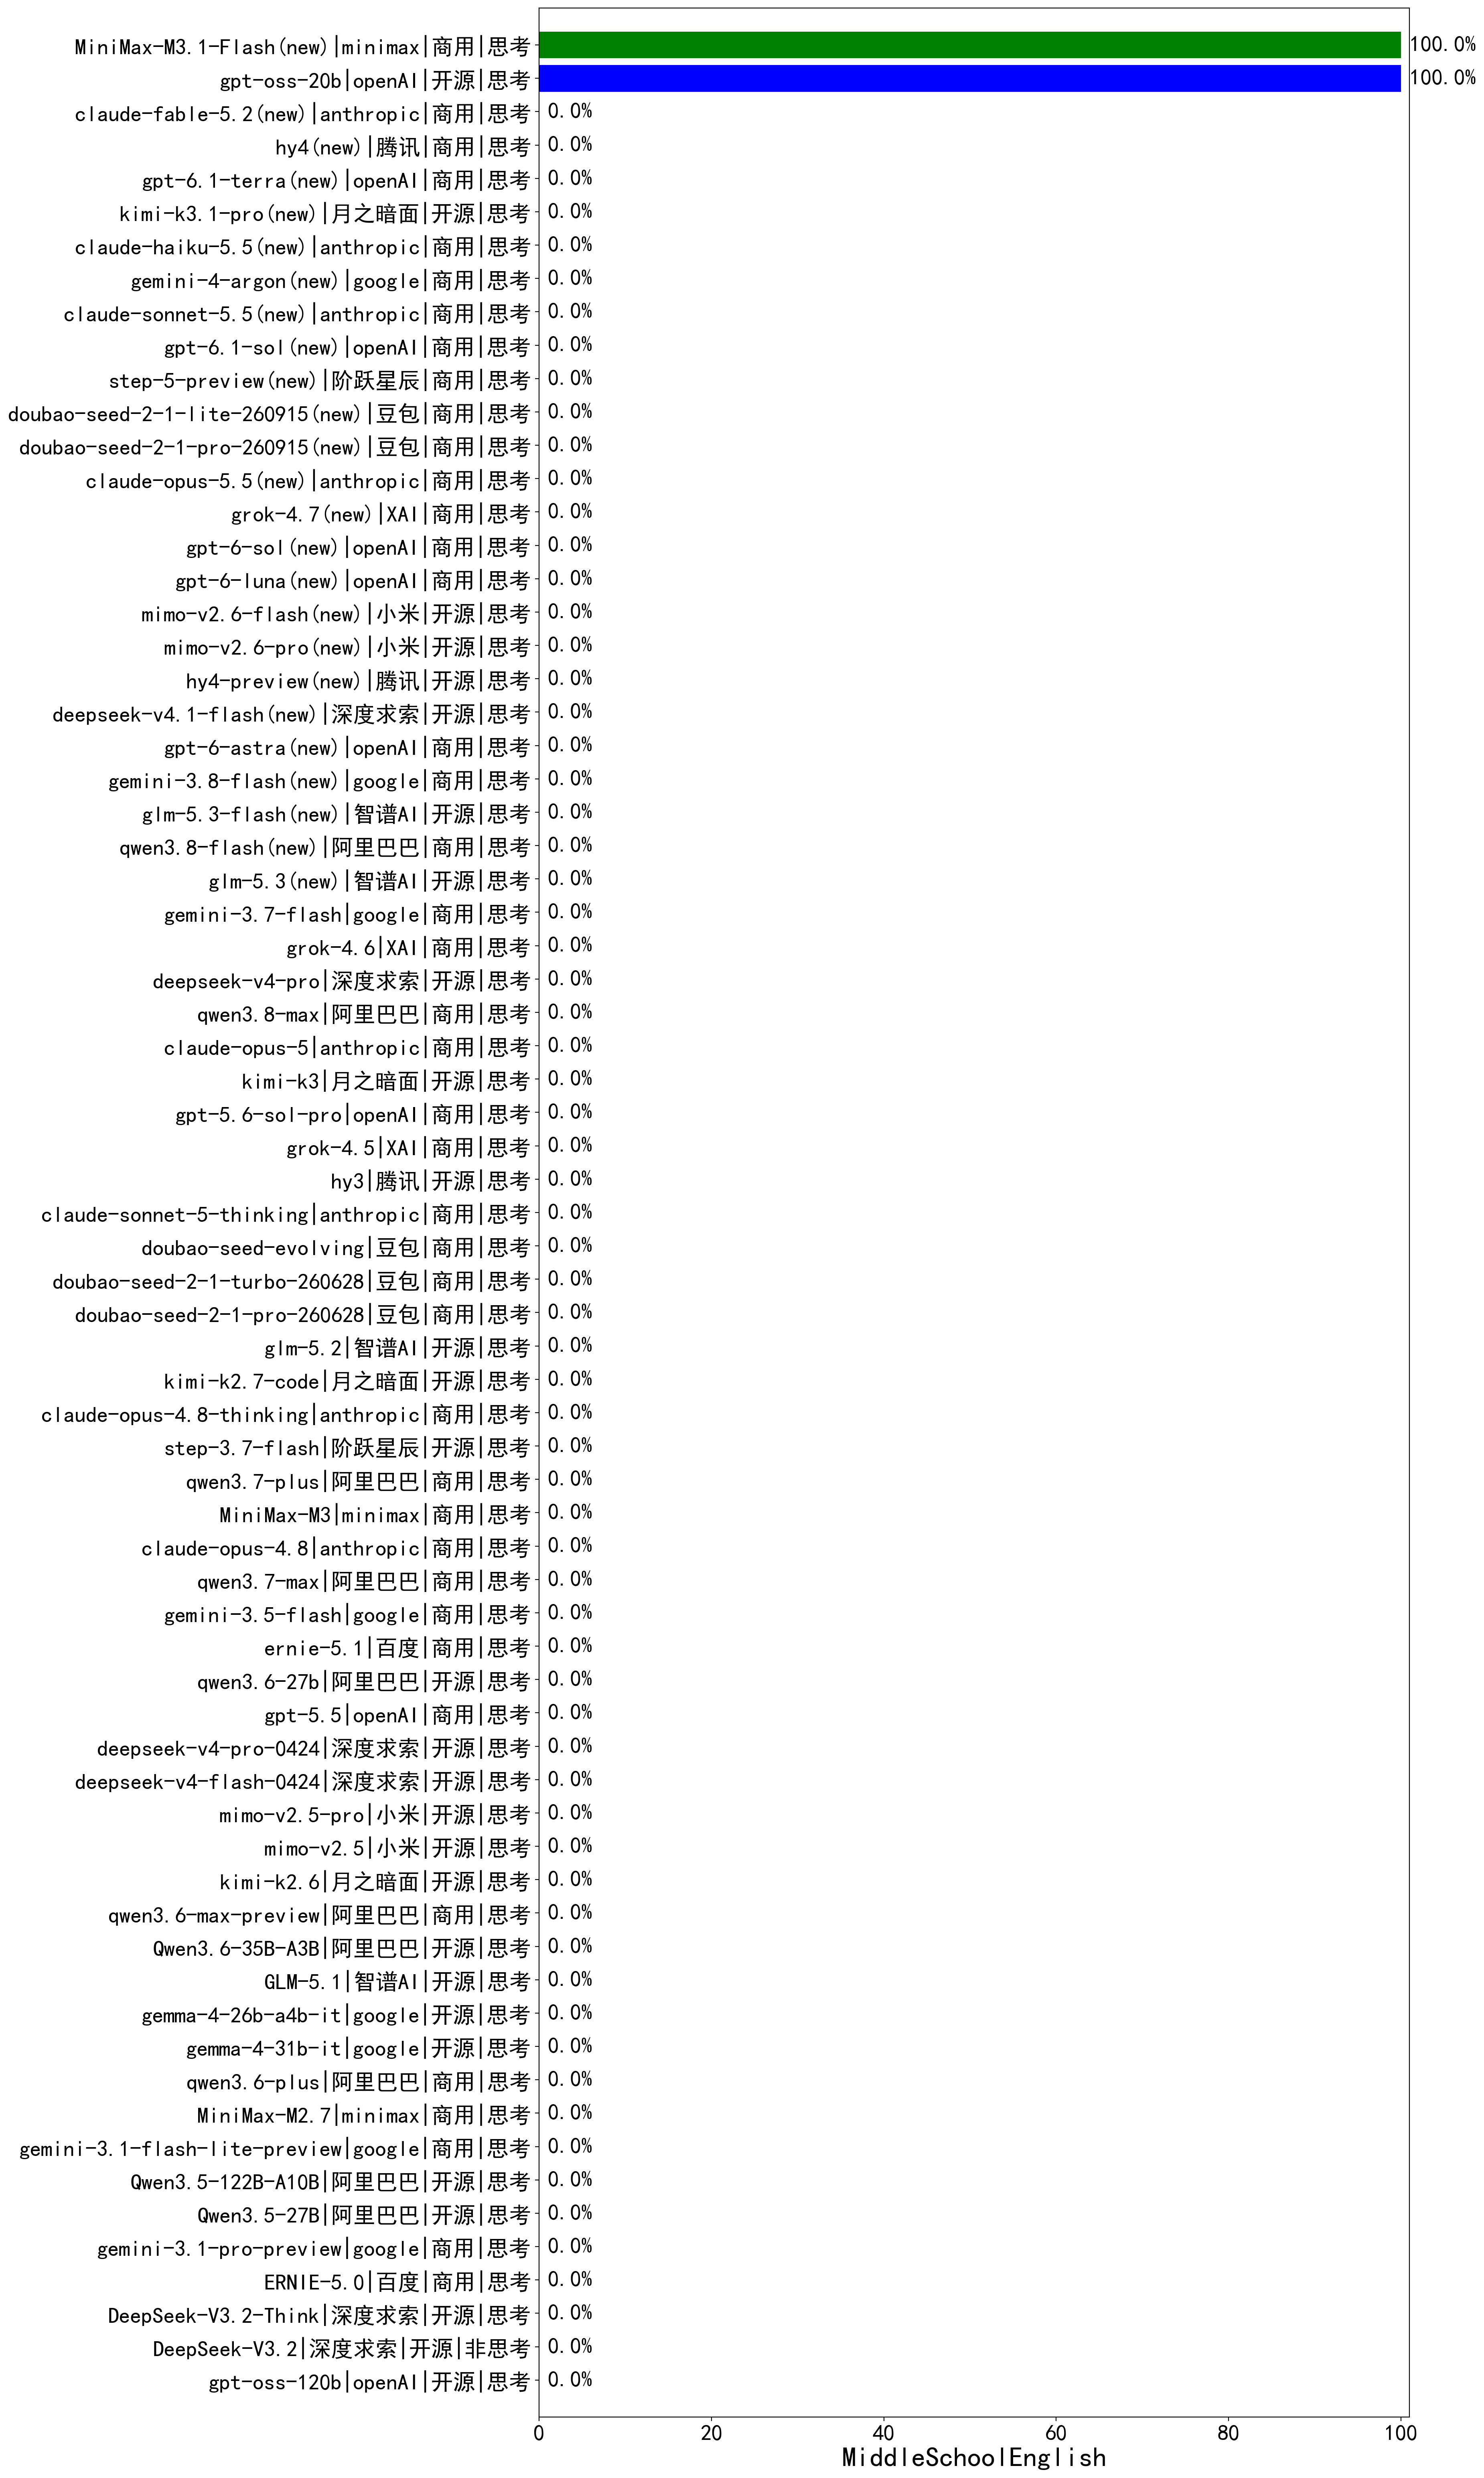 MiniMax-M3.1-Flash(new)|minimax|商用|思考 100.0%
gpt-oss-20b|openAI|开源|思考 100.0%
claude-fable-5.2(new)|anthropic|商用|思考 0.0%
hy4(new)|腾讯|商用|思考 0.0%
gpt-6.1-terra(new)|openAI|商用|思考 0.0%
kimi-k3.1-pro(new)|月之暗面|开源|思考 0.0%
claude-haiku-5.5(new)|anthropic|商用|思考 0.0%
gemini-4-argon(new)|google|商用|思考 0.0%
claude-sonnet-5.5(new)|anthropic|商用|思考 0.0%
gpt-6.1-sol(new)|openAI|商用|思考 0.0%
step-5-preview(new)|阶跃星辰|商用|思考 0.0%
doubao-seed-2-1-lite-260915(new)|豆包|商用|思考 0.0%
doubao-seed-2-1-pro-260915(new)|豆包|商用|思考 0.0%
claude-opus-5.5(new)|anthropic|商用|思考 0.0%
grok-4.7(new)|XAI|商用|思考 0.0%
gpt-6-sol(new)|openAI|商用|思考 0.0%
gpt-6-luna(new)|openAI|商用|思考 0.0%
mimo-v2.6-flash(new)|小米|开源|思考 0.0%
mimo-v2.6-pro(new)|小米|开源|思考 0.0%
hy4-preview(new)|腾讯|开源|思考 0.0%
deepseek-v4.1-flash(new)|深度求索|开源|思考 0.0%
gpt-6-astra(new)|openAI|商用|思考 0.0%
gemini-3.8-flash(new)|google|商用|思考 0.0%
glm-5.3-flash(new)|智谱AI|开源|思考 0.0%
qwen3.8-flash(new)|阿里巴巴|商用|思考 0.0%
glm-5.3(new)|智谱AI|开源|思考 0.0%
gemini-3.7-flash|google|商用|思考 0.0%
grok-4.6|XAI|商用|思考 0.0%
deepseek-v4-pro|深度求索|开源|思考 0.0%
qwen3.8-max|阿里巴巴|商用|思考 0.0%
claude-opus-5|anthropic|商用|思考 0.0%
kimi-k3|月之暗面|开源|思考 0.0%
gpt-5.6-sol-pro|openAI|商用|思考 0.0%
grok-4.5|XAI|商用|思考 0.0%
hy3|腾讯|开源|思考 0.0%
claude-sonnet-5-thinking|anthropic|商用|思考 0.0%
doubao-seed-evolving|豆包|商用|思考 0.0%
doubao-seed-2-1-turbo-260628|豆包|商用|思考 0.0%
doubao-seed-2-1-pro-260628|豆包|商用|思考 0.0%
glm-5.2|智谱AI|开源|思考 0.0%
kimi-k2.7-code|月之暗面|开源|思考 0.0%
claude-opus-4.8-thinking|anthropic|商用|思考 0.0%
step-3.7-flash|阶跃星辰|开源|思考 0.0%
qwen3.7-plus|阿里巴巴|商用|思考 0.0%
MiniMax-M3|minimax|商用|思考 0.0%
claude-opus-4.8|anthropic|商用|思考 0.0%
qwen3.7-max|阿里巴巴|商用|思考 0.0%
gemini-3.5-flash|google|商用|思考 0.0%
ernie-5.1|百度|商用|思考 0.0%
qwen3.6-27b|阿里巴巴|开源|思考 0.0%
gpt-5.5|openAI|商用|思考 0.0%
deepseek-v4-pro-0424|深度求索|开源|思考 0.0%
deepseek-v4-flash-0424|深度求索|开源|思考 0.0%
mimo-v2.5-pro|小米|开源|思考 0.0%
mimo-v2.5|小米|开源|思考 0.0%
kimi-k2.6|月之暗面|开源|思考 0.0%
qwen3.6-max-preview|阿里巴巴|商用|思考 0.0%
Qwen3.6-35B-A3B|阿里巴巴|开源|思考 0.0%
GLM-5.1|智谱AI|开源|思考 0.0%
gemma-4-26b-a4b-it|google|开源|思考 0.0%
gemma-4-31b-it|google|开源|思考 0.0%
qwen3.6-plus|阿里巴巴|商用|思考 0.0%
MiniMax-M2.7|minimax|商用|思考 0.0%
gemini-3.1-flash-lite-preview|google|商用|思考 0.0%
Qwen3.5-122B-A10B|阿里巴巴|开源|思考 0.0%
Qwen3.5-27B|阿里巴巴|开源|思考 0.0%
gemini-3.1-pro-preview|google|商用|思考 0.0%
ERNIE-5.0|百度|商用|思考 0.0%
DeepSeek-V3.2-Think|深度求索|开源|思考 0.0%
DeepSeek-V3.2|深度求索|开源|非思考 0.0%
gpt-oss-120b|openAI|开源|思考 0.0%
0 20 40 60 80 100
MiddleSchoolEnglish